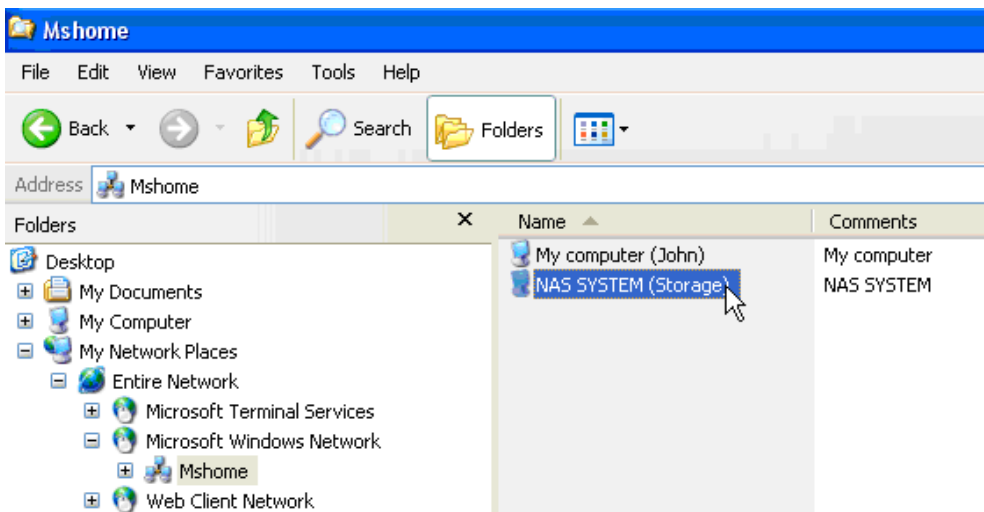 Mshome
File Edit View Favorites Tools Help
Back Search Folders
Address Mshome
Folders X Name Comments
Desktop
My Documents
My Computer
My Network Places
Entire Network
Microsoft Terminal Services
Microsoft Windows Network
Mshome
Web Client Network
My computer (John) My computer
NAS SYSTEM (Storage) NAS SYSTEM